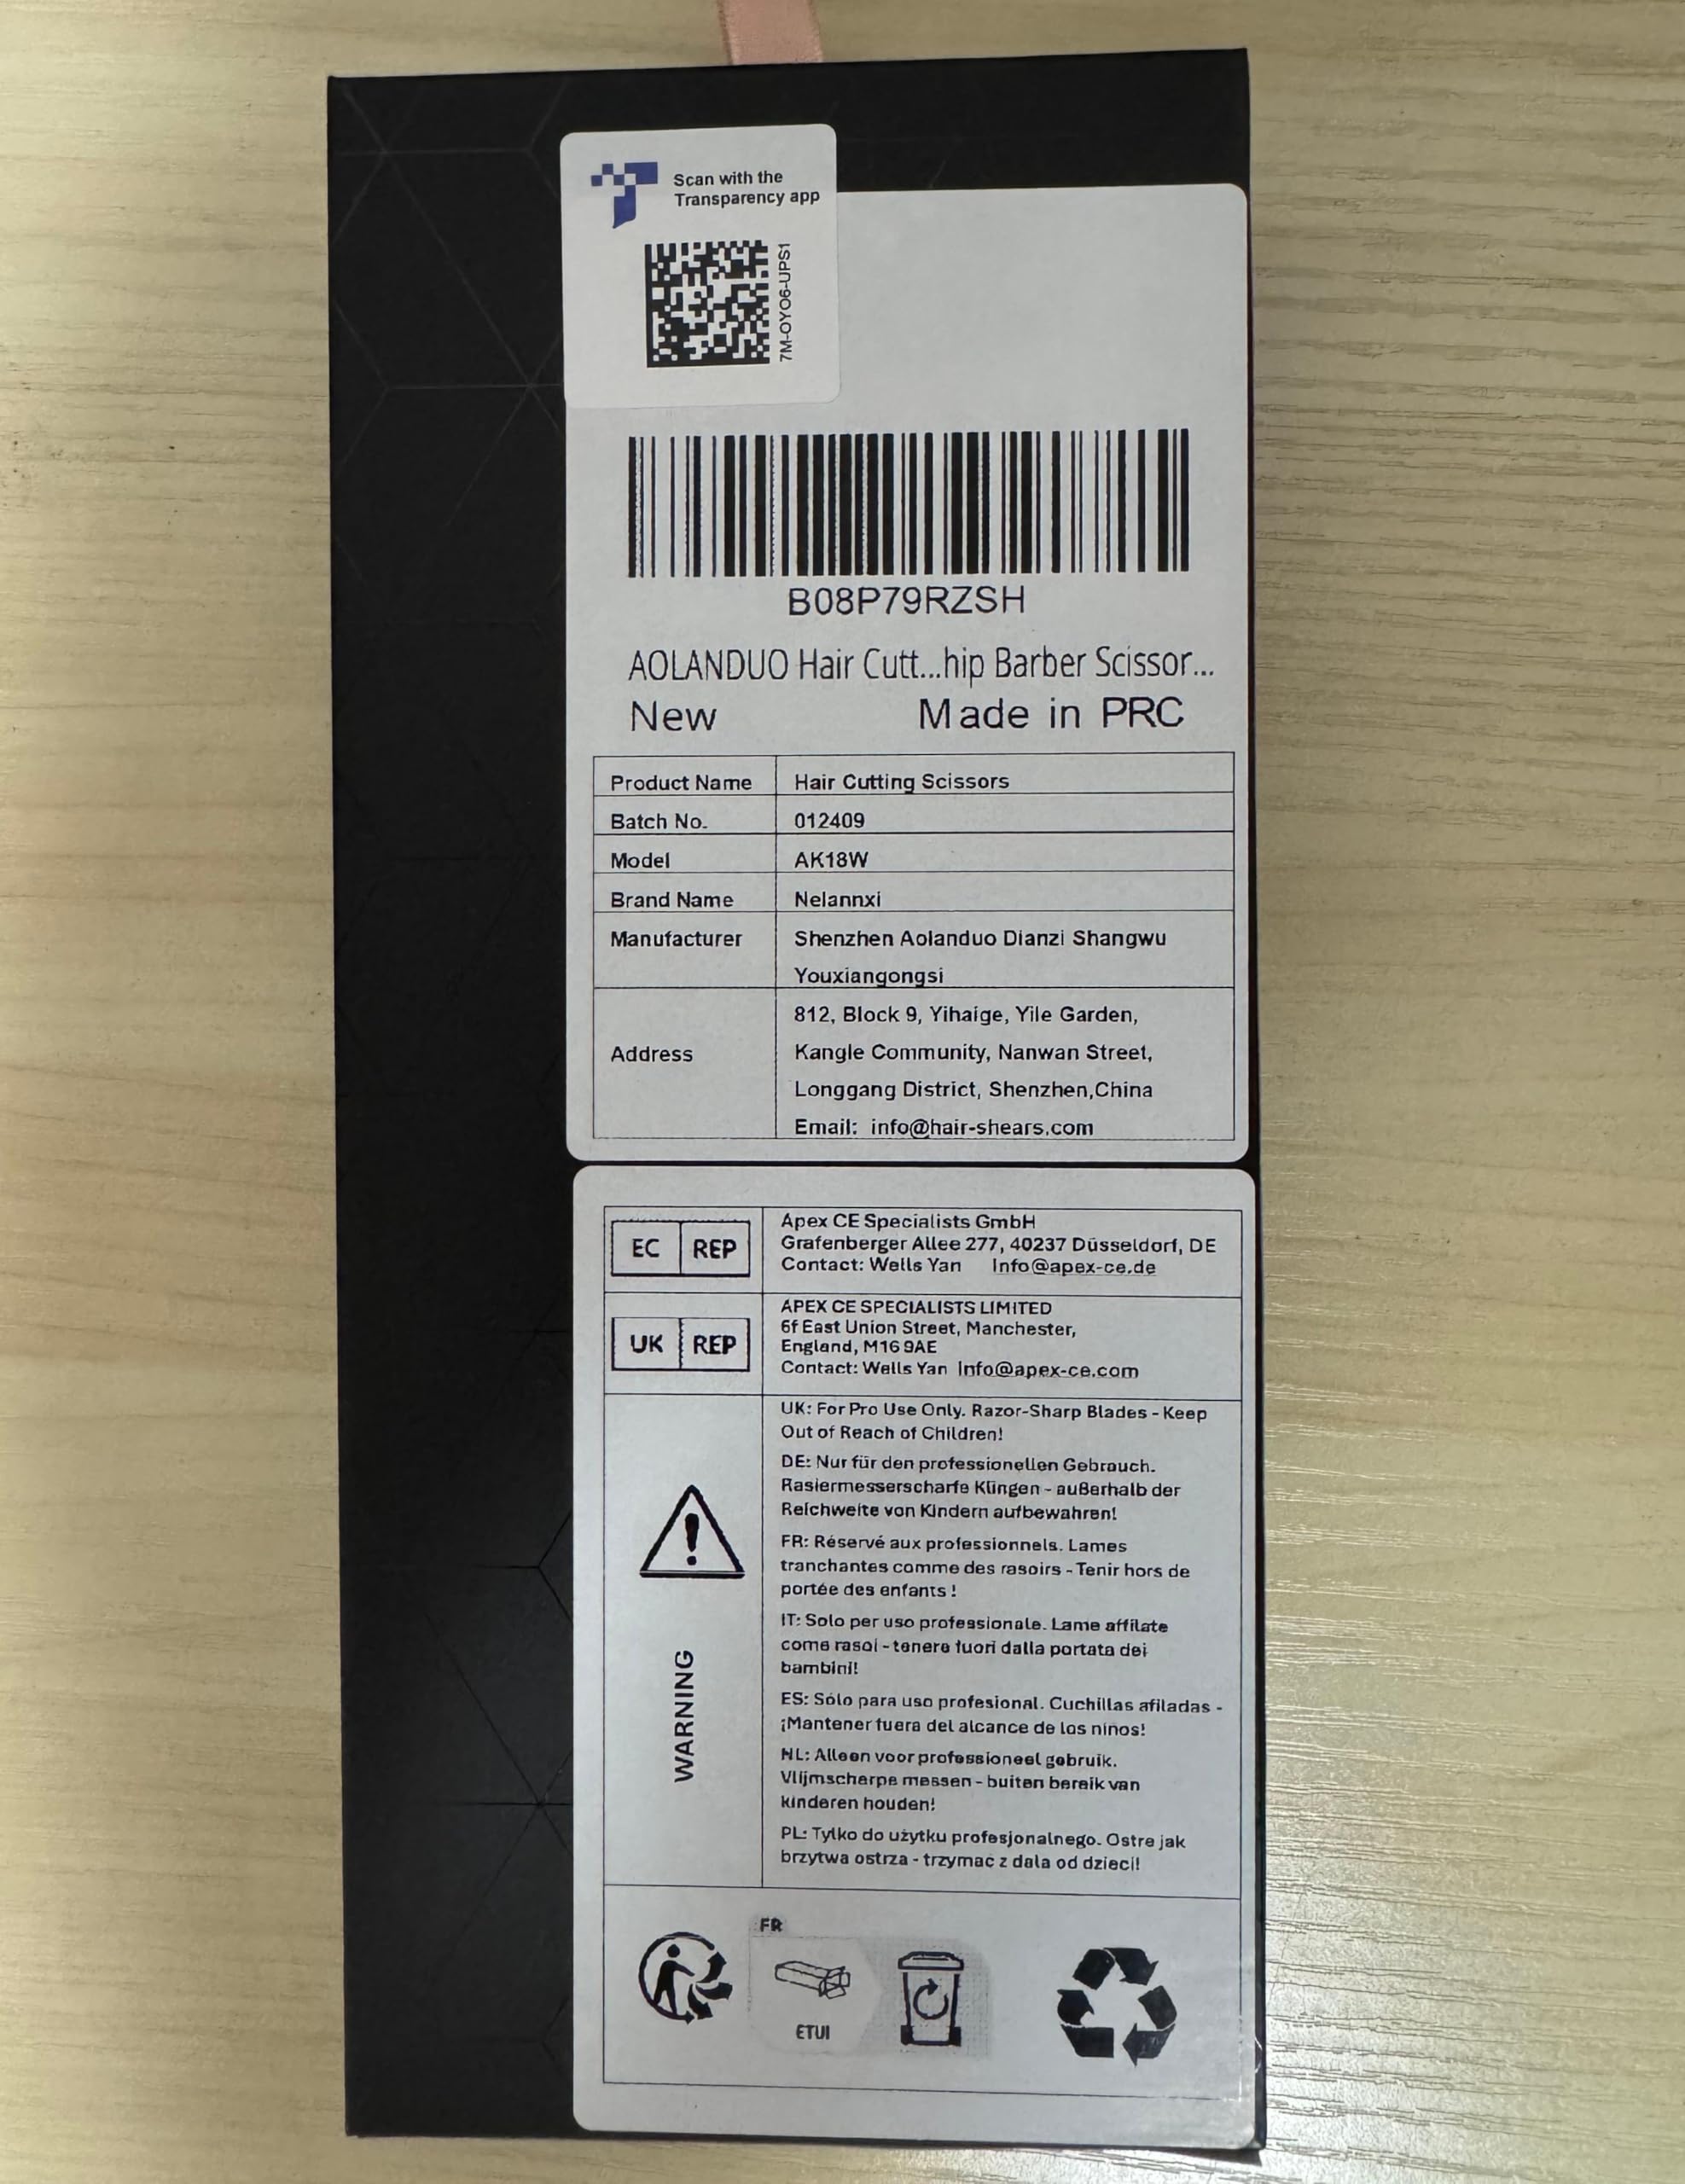 Scan with the
Transparency app
7M-OYO6-UPS1
B08P79RZSH
AOLANDUO Hair Cutt...hip Barber Scissor...
New Made in PRC
Product Name Hair Cutting Scissors
Batch No. 012409
Model AK18W
Brand Name Nelannxi
Manufacturer Shenzhen Aolanduo Dianzi Shangwu
Youxiangongsi
Address
812, Block 9, Yihaige, Yile Garden,
Kangle Community, Nanwan Street,
Longgang District, Shenzhen,China
Email: info@hair-shears.com
EC REP
Apex CE Specialists GmbH
Grafenberger Allee 277, 40237 Düsseldorf, DE
Contact: Wells Yan Info@apex-ce.de
UK REP
APEX CE SPECIALISTS LIMITED
6f East Union Street, Manchester,
England, M16 9AE
Contact: Wells Yan Info@apex-ce.com
WARNING
UK: For Pro Use Only. Razor-Sharp Blades - Keep
Out of Reach of Children!
DE: Nur für den professionellen Gebrauch.
Rasiermesserscharfe Klingen - außerhalb der
Reichweite von Kindern aufbewahren!
FR: Réservé aux professionnels. Lames
tranchantes comme des rasoirs - Tenir hors de
portée des enfants !
IT: Solo per uso professionale. Lame affilate
come rasoi - tenere fuori dalla portata dei
bambini!
ES: Sólo para uso profesional. Cuchillas afiladas -
¡Mantener fuera del alcance de los niños!
NL: Alleen voor professioneel gebruik.
Vlijmscherpe messen - buiten bereik van
kinderen houden!
PL: Tylko do użytku profesjonalnego. Ostre jak
brzytwa ostrza - trzymac z dala od dzieci!
FR
ETUI